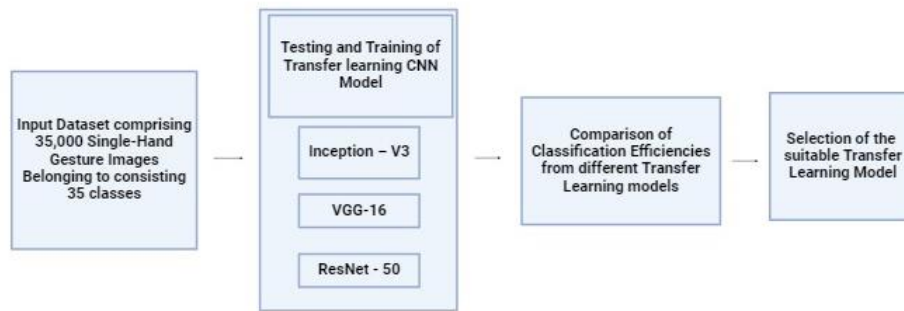 Input Dataset comprising
35,000 Single-Hand
Gesture Images
Belonging to consisting
35 classes
Testing and Training of
Transfer learning CNN
Model
Inception – V3
VGG-16
ResNet - 50
Comparison of
Classification Efficiencies
from different Transfer
Learning models
Selection of the
suitable Transfer
Learning Model